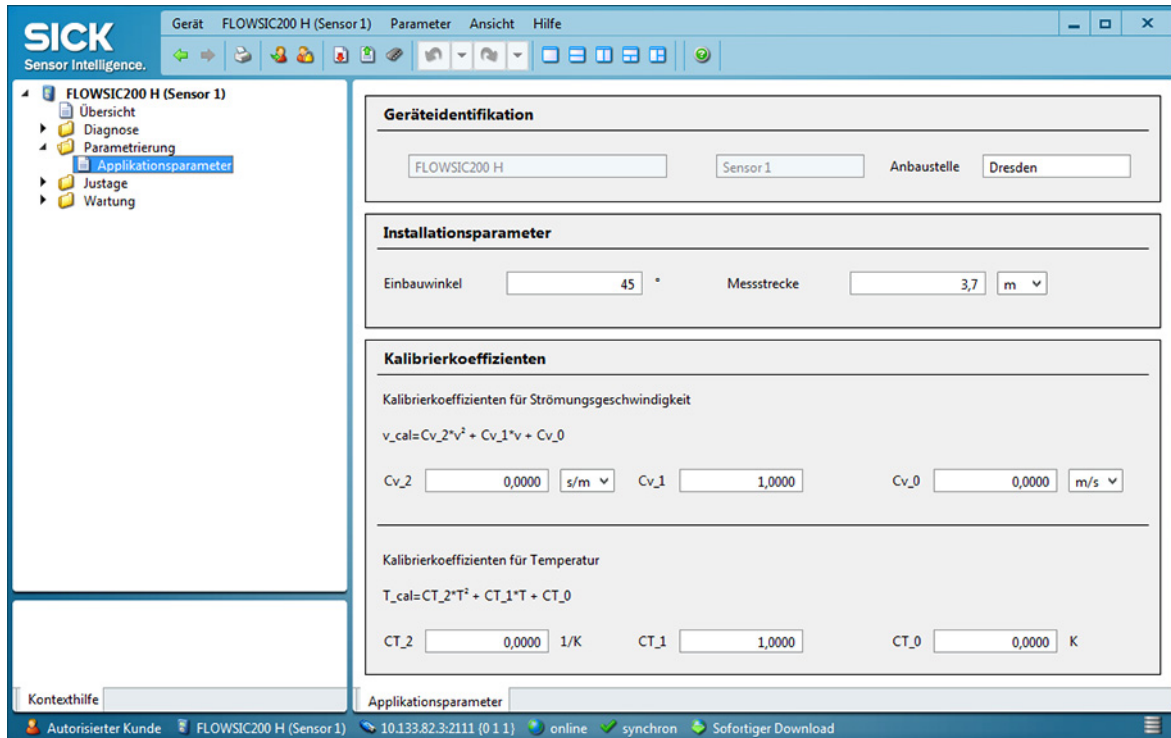 SICK
Sensor Intelligence.
Gerät FLOWSIC200 H (Sensor 1) Parameter Ansicht Hilfe
FLOWSIC200 H (Sensor 1)
Übersicht
Diagnose
Parametrierung
Applikationsparameter
Justage
Wartung
Kontexthilfe
Geräteidentifikation
FLOWSIC200 H Sensor 1 Anbaustelle Dresden
Installationsparameter
Einbauwinkel 45 ° Messstrecke 3,7 m
Kalibrierkoeffizienten
Kalibrierkoeffizienten für Strömungsgeschwindigkeit
v_cal=Cv_2*v² + Cv_1*v + Cv_0
Cv_2 0,0000 s/m Cv_1 1,0000 Cv_0 0,0000 m/s
Kalibrierkoeffizienten für Temperatur
T_cal=CT_2*T² + CT_1*T + CT_0
CT_2 0,0000 1/K CT_1 1,0000 CT_0 0,0000 K
Applikationsparameter
Autorisierter Kunde FLOWSIC200 H (Sensor 1) 10.133.82.3:2111 {0 1 1} online synchron Sofortiger Download